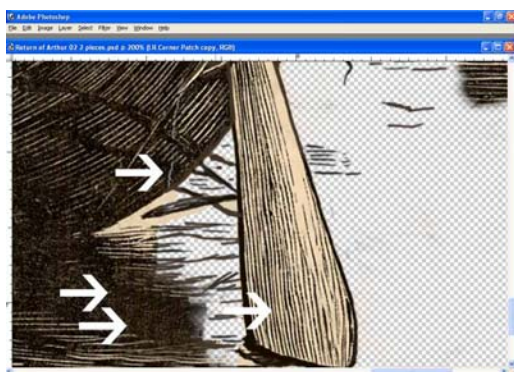 Adobe Photoshop
File Edit Image Layer Select Filter View Window Help
Return of Arthur 02 2 pieces.psd @ 200% (LR Corner Patch copy, RGB)